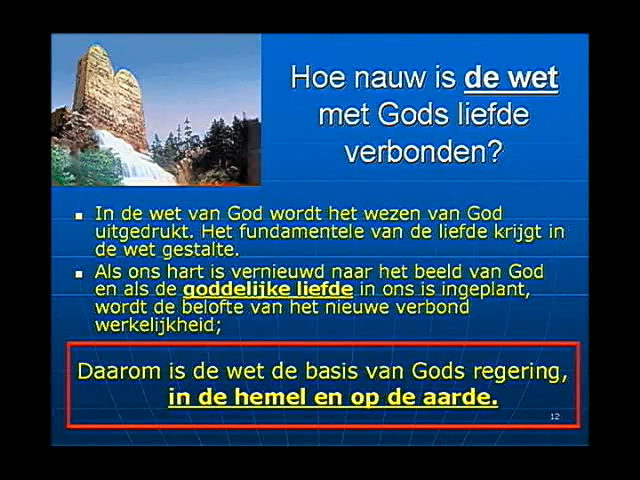 Hoe nauw is de wet
met Gods liefde
verbonden?
In de wet van God wordt het wezen van God
uitgedrukt. Het fundamentele van de liefde krijgt in
de wet gestalte.
Als ons hart is vernieuwd naar het beeld van God
en als de goddelijke liefde in ons is ingeplant,
wordt de belofte van het nieuwe verbond
werkelijkheid;
Daarom is de wet de basis van Gods regering,
in de hemel en op de aarde.
12